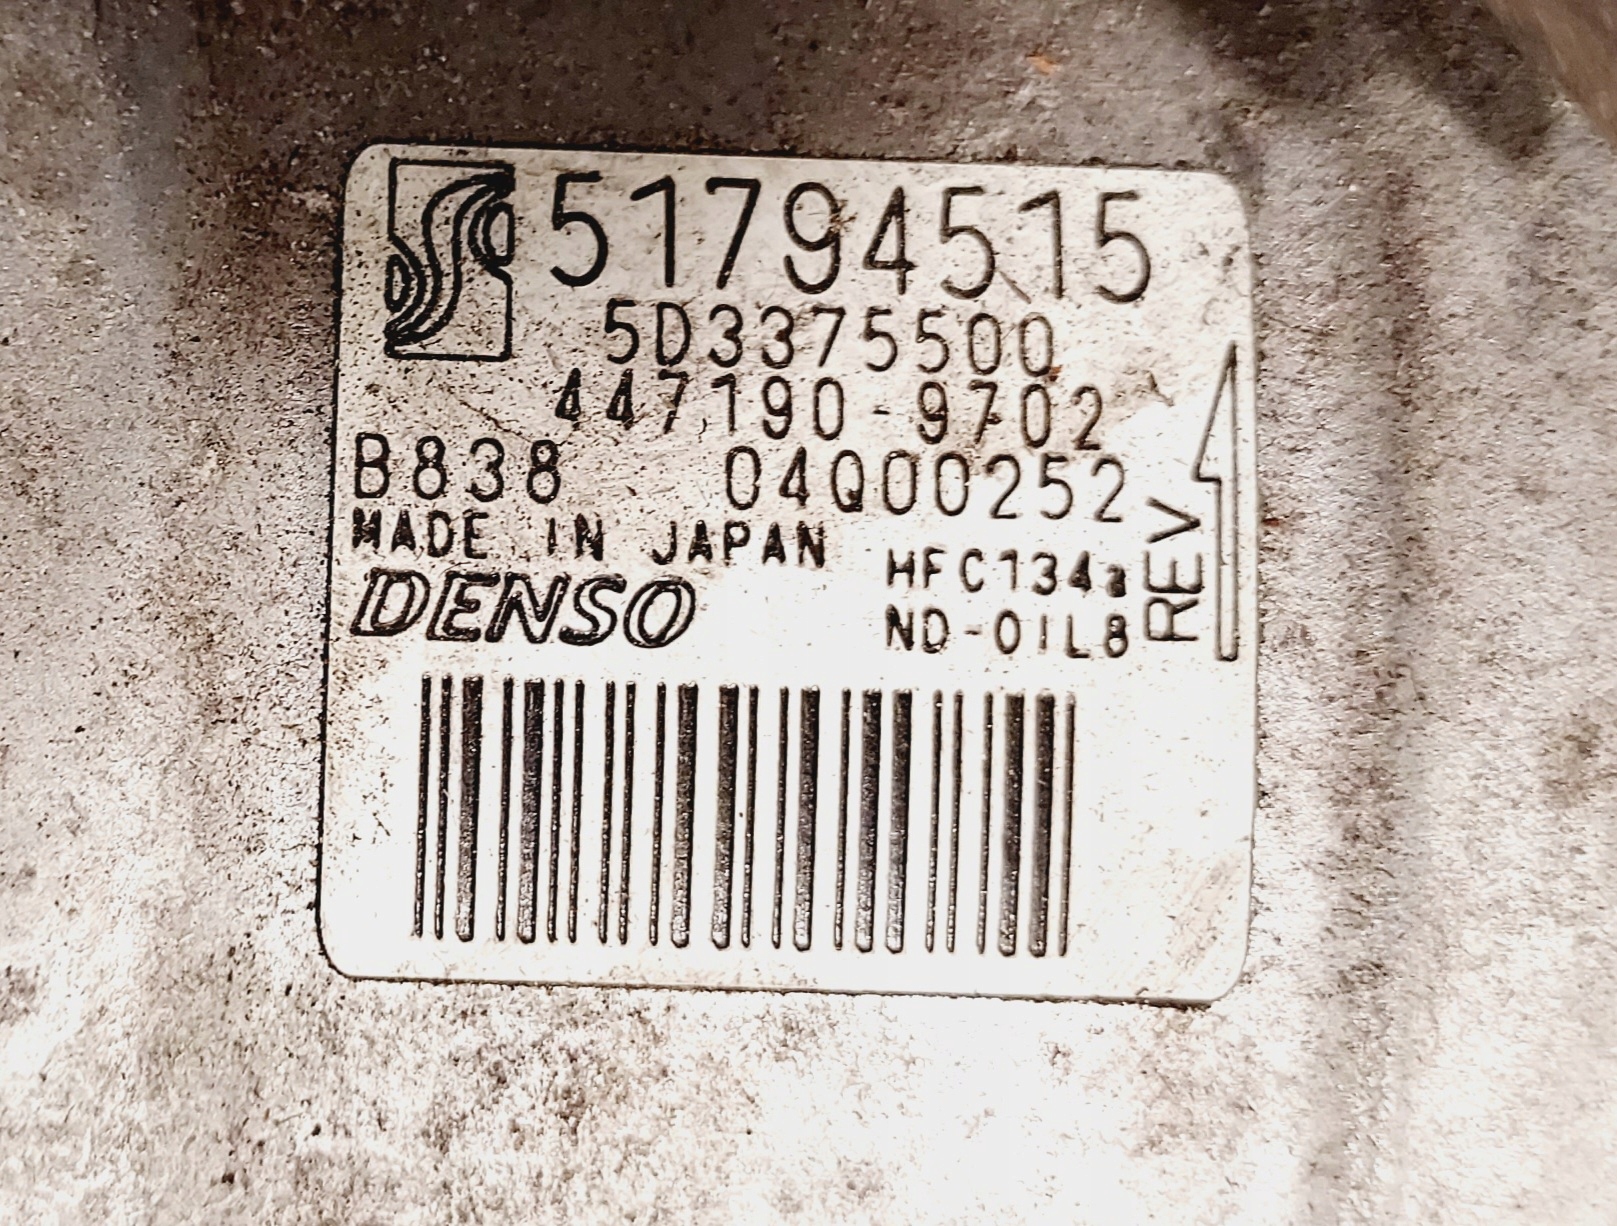 51794515
5D3375500
447190-9702
B838 04Q00252
MADE IN JAPAN
DENSO
HFC134a
ND-OIL8
REV